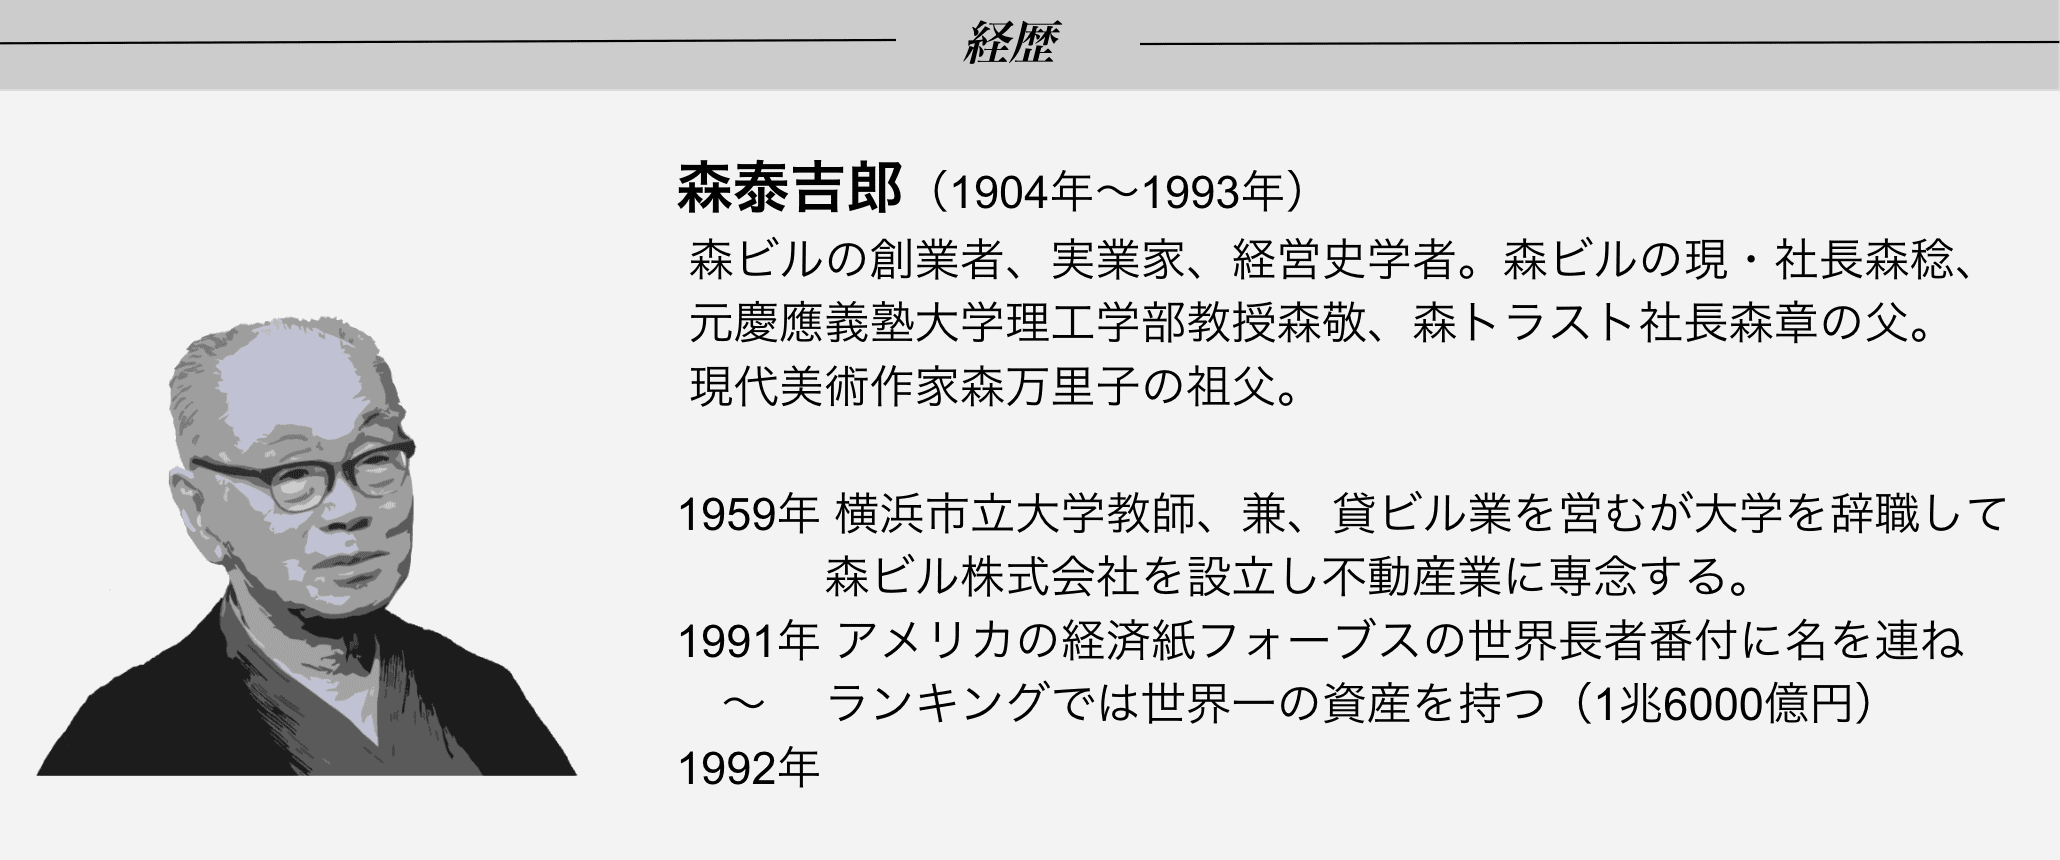 経歴
森泰吉郎（1904年〜1993年）
森ビルの創業者、実業家、経営史学者。森ビルの現・社長森稔、
元慶應義塾大学理工学部教授森敬、森トラスト社長森章の父。
現代美術作家森万里子の祖父。
1959年 横浜市立大学教師、兼、貸ビル業を営むが大学を辞職して
森ビル株式会社を設立し不動産業に専念する。
1991年 アメリカの経済紙フォーブスの世界長者番付に名を連ね
〜 ランキングでは世界一の資産を持つ（1兆6000億円）
1992年